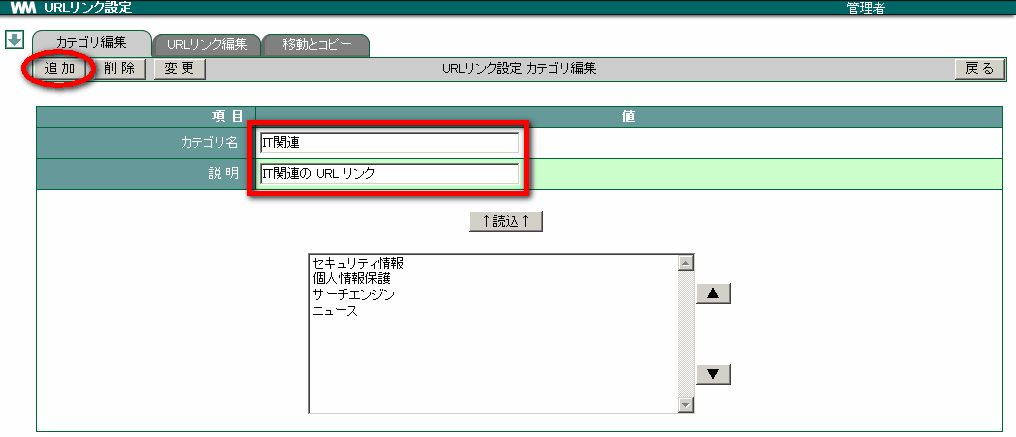 WM URLリンク設定 管理者
カテゴリ編集 URLリンク編集 移動とコピー
追加 削除 変更 URLリンク設定 カテゴリ編集 戻る
項目 値
カテゴリ名 IT関連
説明 IT関連の URL リンク
↑読込↑
セキュリティ情報
個人情報保護
サーチエンジン
ニュース